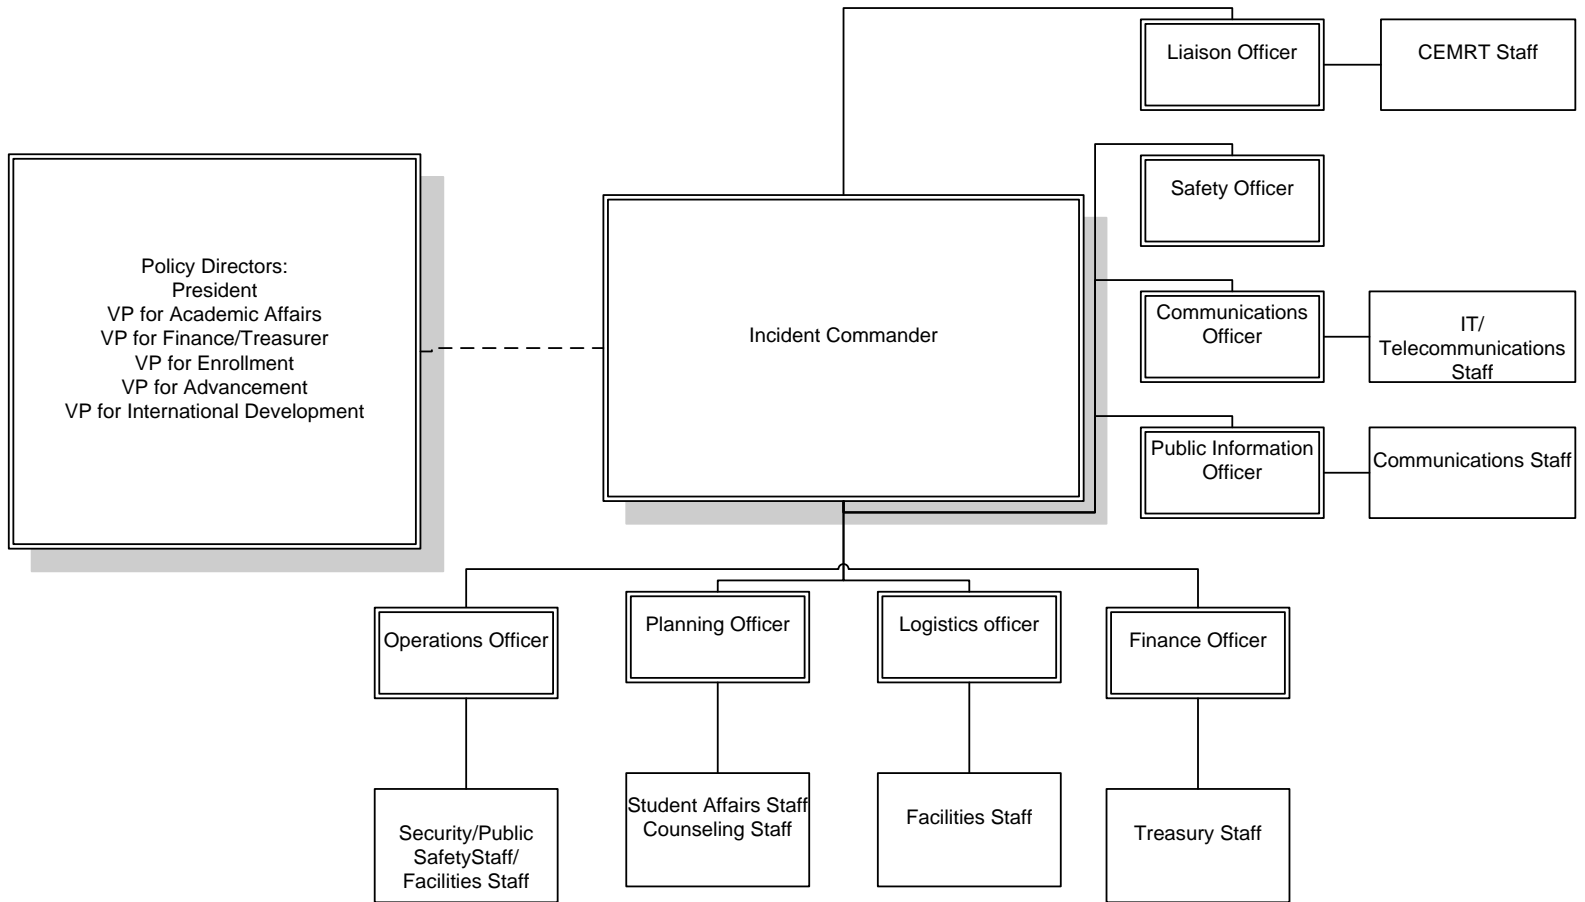 Liaison Officer
CEMRT Staff
Safety Officer
Policy Directors:
President
VP for Academic Affairs
VP for Finance/Treasurer
VP for Enrollment
VP for Advancement
VP for International Development
Incident Commander
Communications
Officer
IT/
Telecommunications
Staff
Public Information
Officer
Communications Staff
Operations Officer
Planning Officer
Logistics officer
Finance Officer
Security/Public
SafetyStaff/
Facilities Staff
Student Affairs Staff
Counseling Staff
Facilities Staff
Treasury Staff